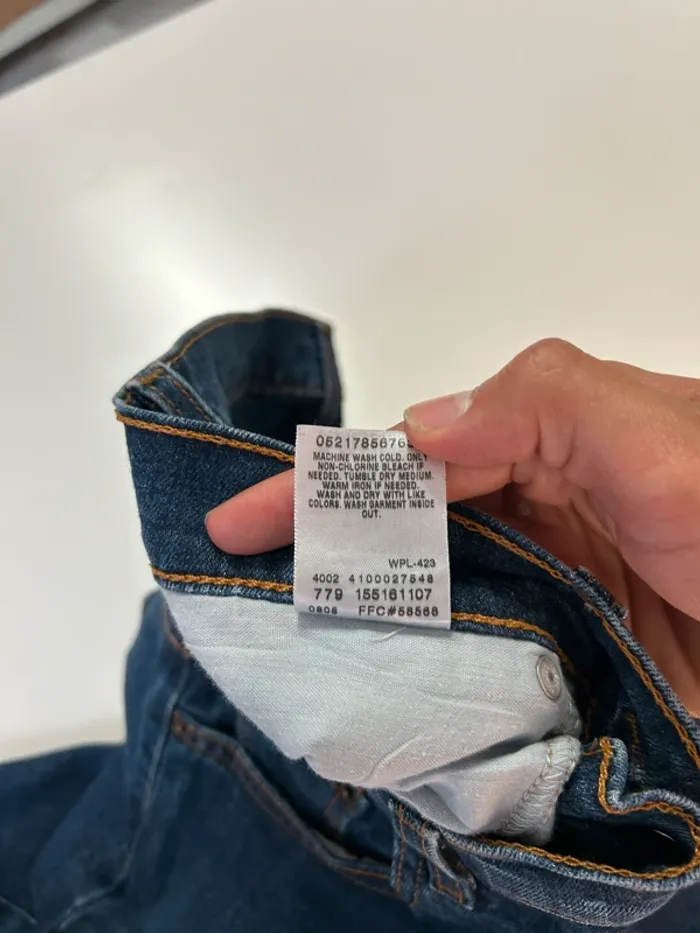 MACHINE WASH COLD. ONLY
NON-CHLORINE BLEACH IF
NEEDED. TUMBLE DRY MEDIUM.
WARM IRON IF NEEDED.
WASH AND DRY WITH LIKE
COLORS. WASH GARMENT INSIDE
OUT.
WPL-423
4002 4100027548
779 155161107
0808 FFC#58566